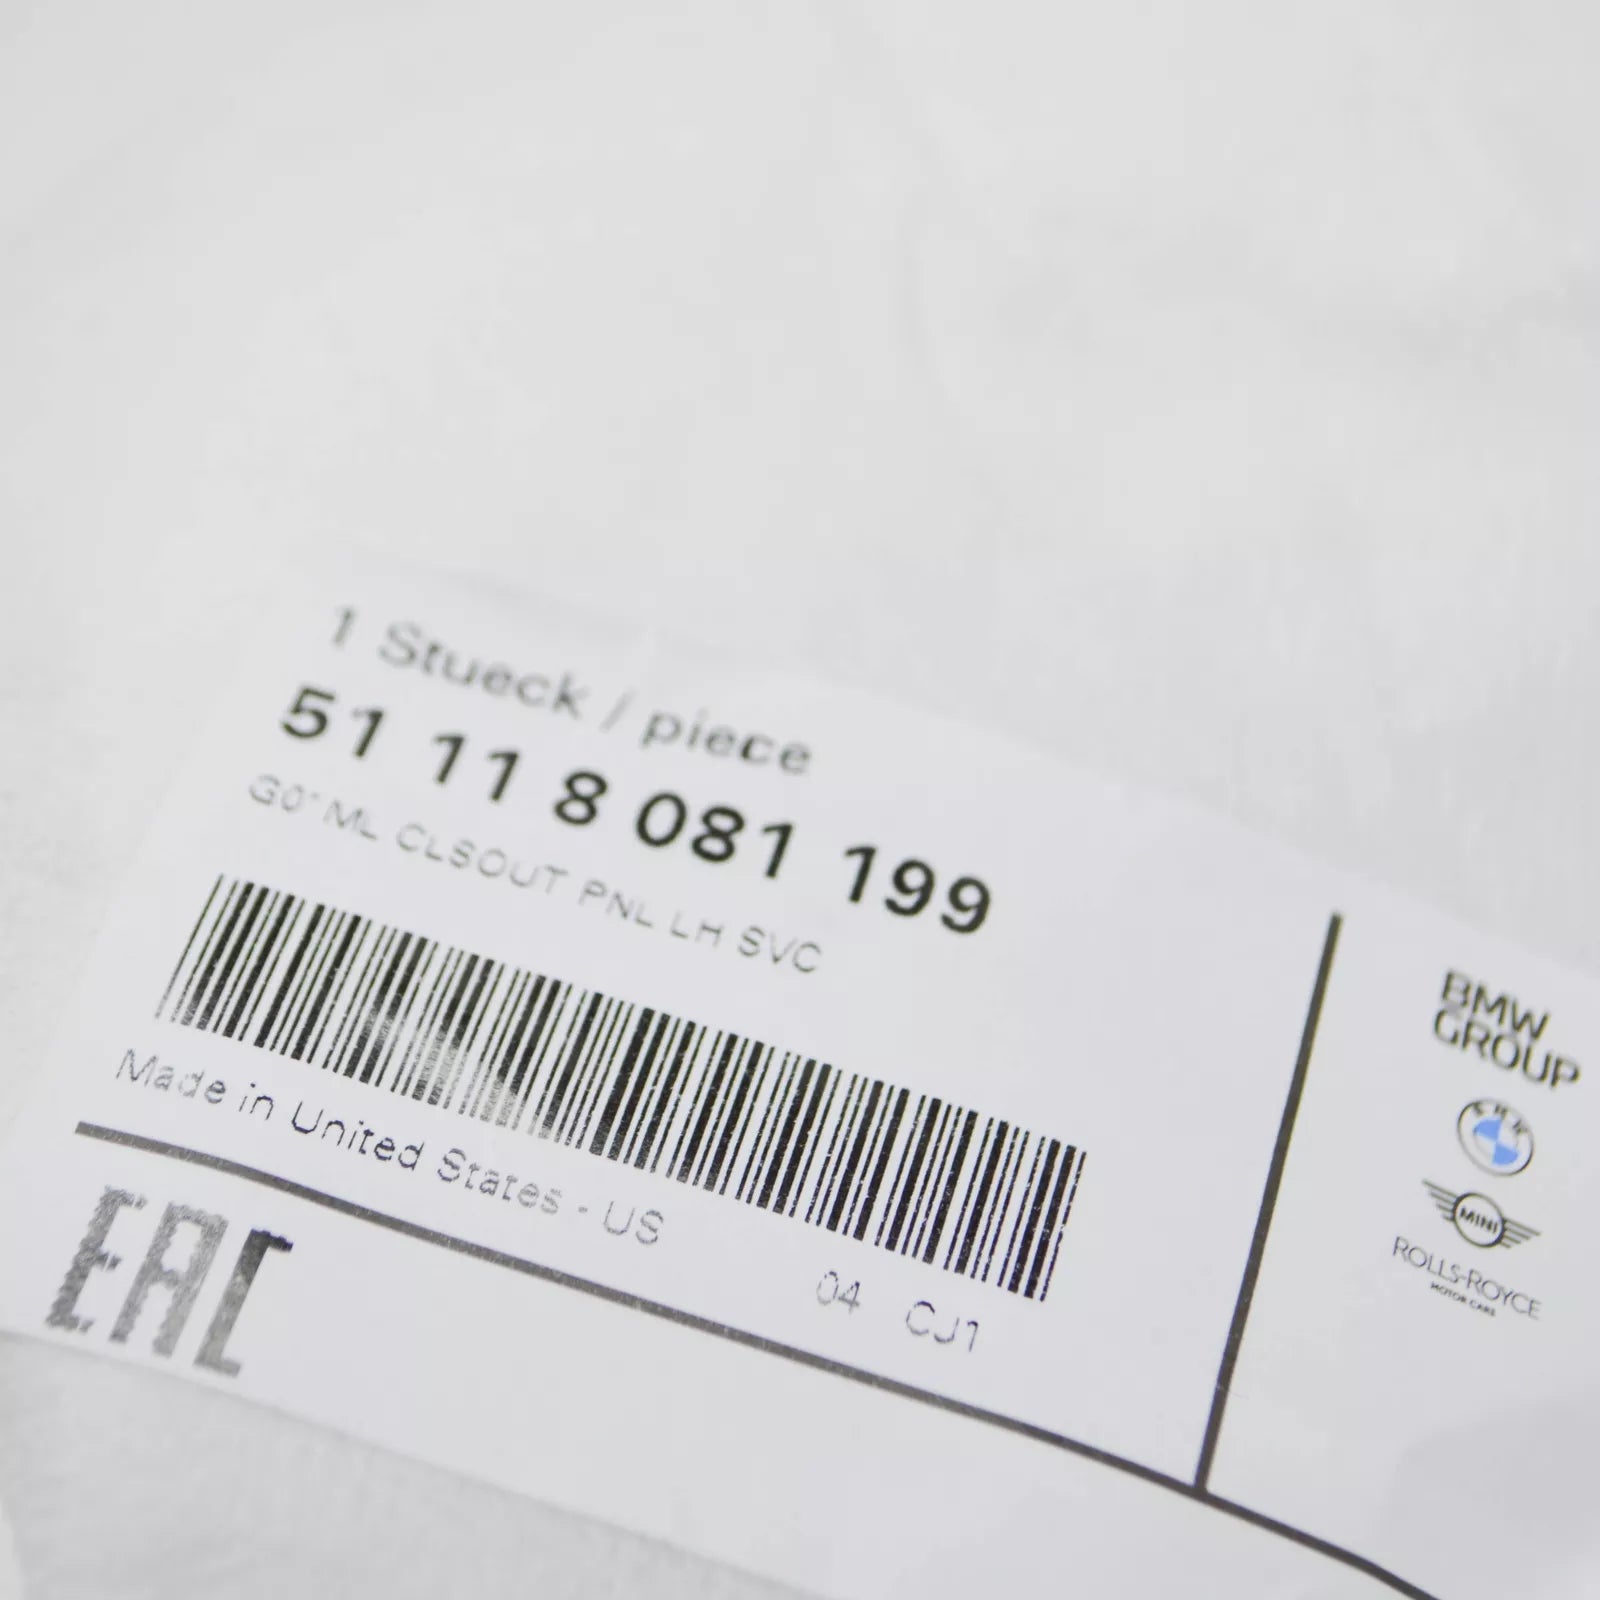 1 Stueck / piece
51 11 8 081 199
ML CLSOUT PNL LH SVC
Made in United States - US
04 CJ1
EAC
BMW
GROUP
BMW
MINI
ROLLS-ROYCE
MOTOR CARS